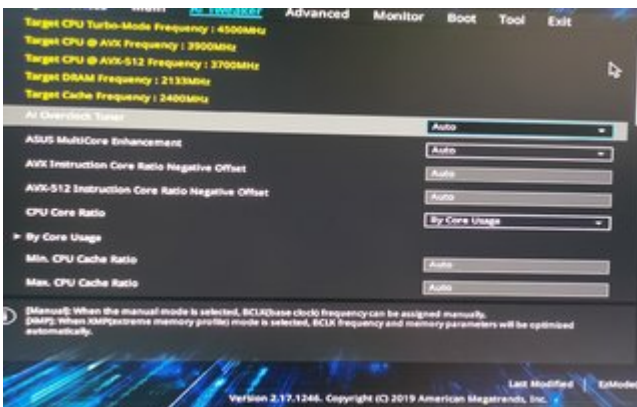 Main Ai Tweaker Advanced Monitor Boot Tool Exit
Target CPU Turbo-Mode Frequency : 4500MHz
Target CPU @ AVX Frequency : 3900MHz
Target CPU @ AVX-512 Frequency : 3700MHz
Target DRAM Frequency : 2133MHz
Target Cache Frequency : 2400MHz
Ai Overclock Tuner Auto
ASUS MultiCore Enhancement Auto
AVX Instruction Core Ratio Negative Offset Auto
AVX-512 Instruction Core Ratio Negative Offset Auto
CPU Core Ratio By Core Usage
By Core Usage
Min. CPU Cache Ratio Auto
Max. CPU Cache Ratio Auto
[Manual]: When the manual mode is selected, BCLK(base clock) frequency can be assigned manually.
[XMP]: When XMP(extreme memory profile) mode is selected, BCLK frequency and memory parameters will be optimized
automatically.
Last Modified | EzMode
Version 2.17.1246. Copyright (C) 2019 American Megatrends, Inc.